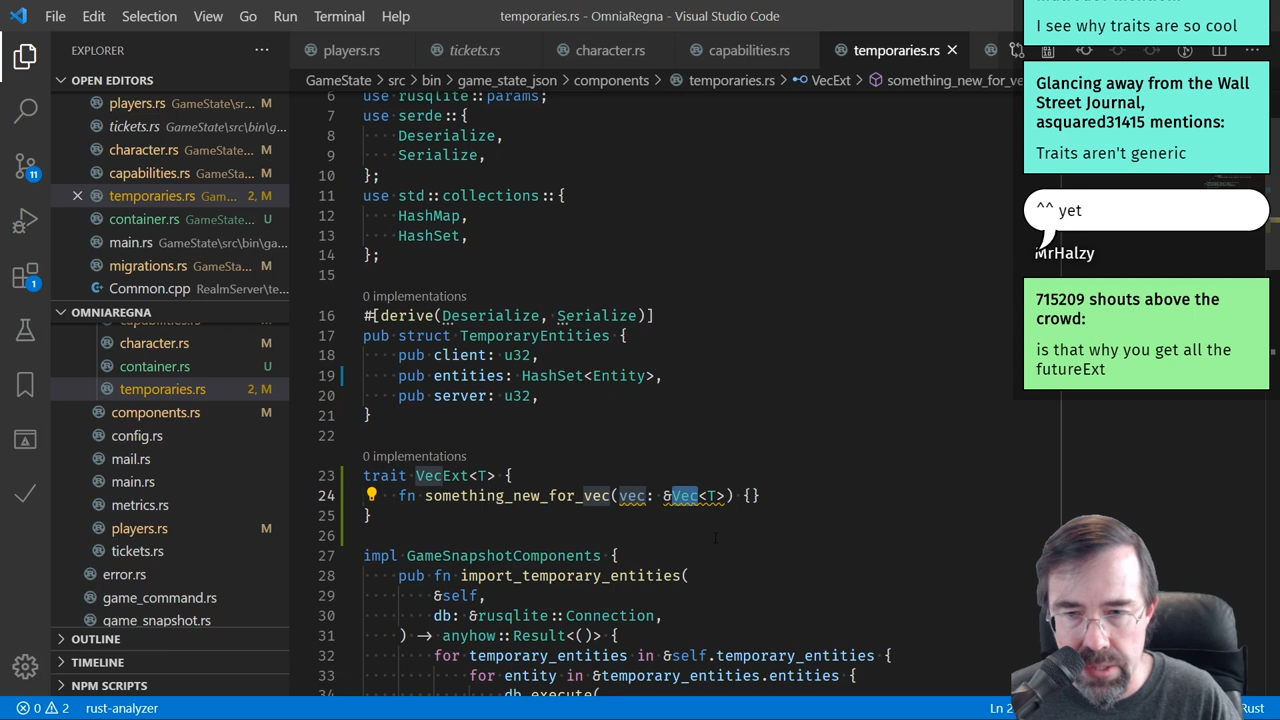 File Edit Selection View Go Run Terminal Help
temporaries.rs - OmniaRegna - Visual Studio Code
EXPLORER
OPEN EDITORS
players.rs GameState\src\b... M
tickets.rs GameState\src\bin\g...
character.rs GameState... M
capabilities.rs GameSta... M
temporaries.rs Gam... 2, M
container.rs GameState... U
main.rs GameState\src\bin\ga...
migrations.rs GameSta... M
Common.cpp RealmServer\te...
OMNIAREGNA
character.rs M
container.rs U
temporaries.rs 2, M
components.rs M
config.rs
mail.rs
main.rs
metrics.rs
players.rs M
tickets.rs
error.rs
game_command.rs
game_snapshot.rs
OUTLINE
TIMELINE
NPM SCRIPTS
11
1
players.rs tickets.rs character.rs capabilities.rs temporaries.rs
GameState > src > bin > game_state_json > components > temporaries.rs > VecExt > something_new_for_ve
6 use rusqlite::params;
7 use serde::{
8 Deserialize,
9 Serialize,
10 };
11 use std::collections::{
12 HashMap,
13 HashSet,
14 };
15
0 implementations
16 #[derive(Deserialize, Serialize)]
17 pub struct TemporaryEntities {
18 pub client: u32,
19 pub entities: HashSet<Entity>,
20 pub server: u32,
21 }
22
0 implementations
23 trait VecExt<T> {
24 fn something_new_for_vec(vec: &Vec<T>) {}
25 }
26
27 impl GameSnapshotComponents {
28 pub fn import_temporary_entities(
29 &self,
30 db: &rusqlite::Connection,
31 ) → anyhow::Result<()> {
32 for temporary_entities in &self.temporary_entities {
33 for entity in &temporary_entities.entities {
34 db.execute(
I see why traits are so cool
Glancing away from the Wall
Street Journal,
asquared31415 mentions:
Traits aren't generic
^^ yet
MrHalzy
715209 shouts above the
crowd:
is that why you get all the
futureExt
0 2 rust-analyzer
Ln 2
Rust